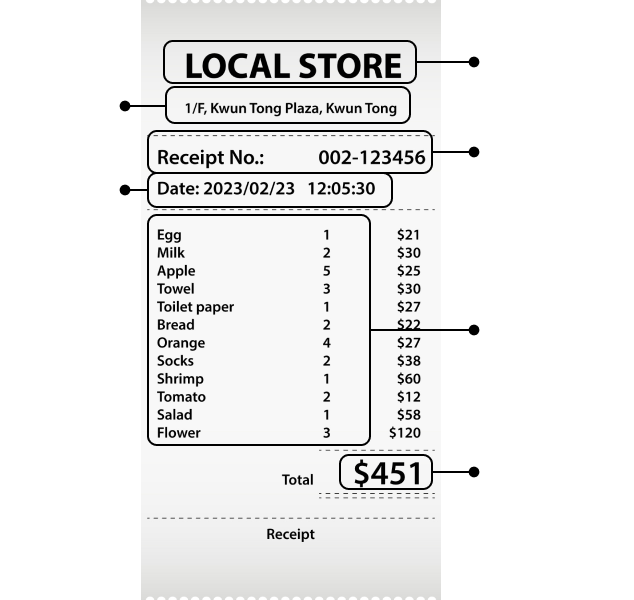 LOCAL STORE
1/F, Kwun Tong Plaza, Kwun Tong
Receipt No.: 002-123456
Date: 2023/02/23 12:05:30
Egg 1 $21
Milk 2 $30
Apple 5 $25
Towel 3 $30
Toilet paper 1 $27
Bread 2 $22
Orange 4 $27
Socks 2 $38
Shrimp 1 $60
Tomato 2 $12
Salad 1 $58
Flower 3 $120
Total $451
Receipt